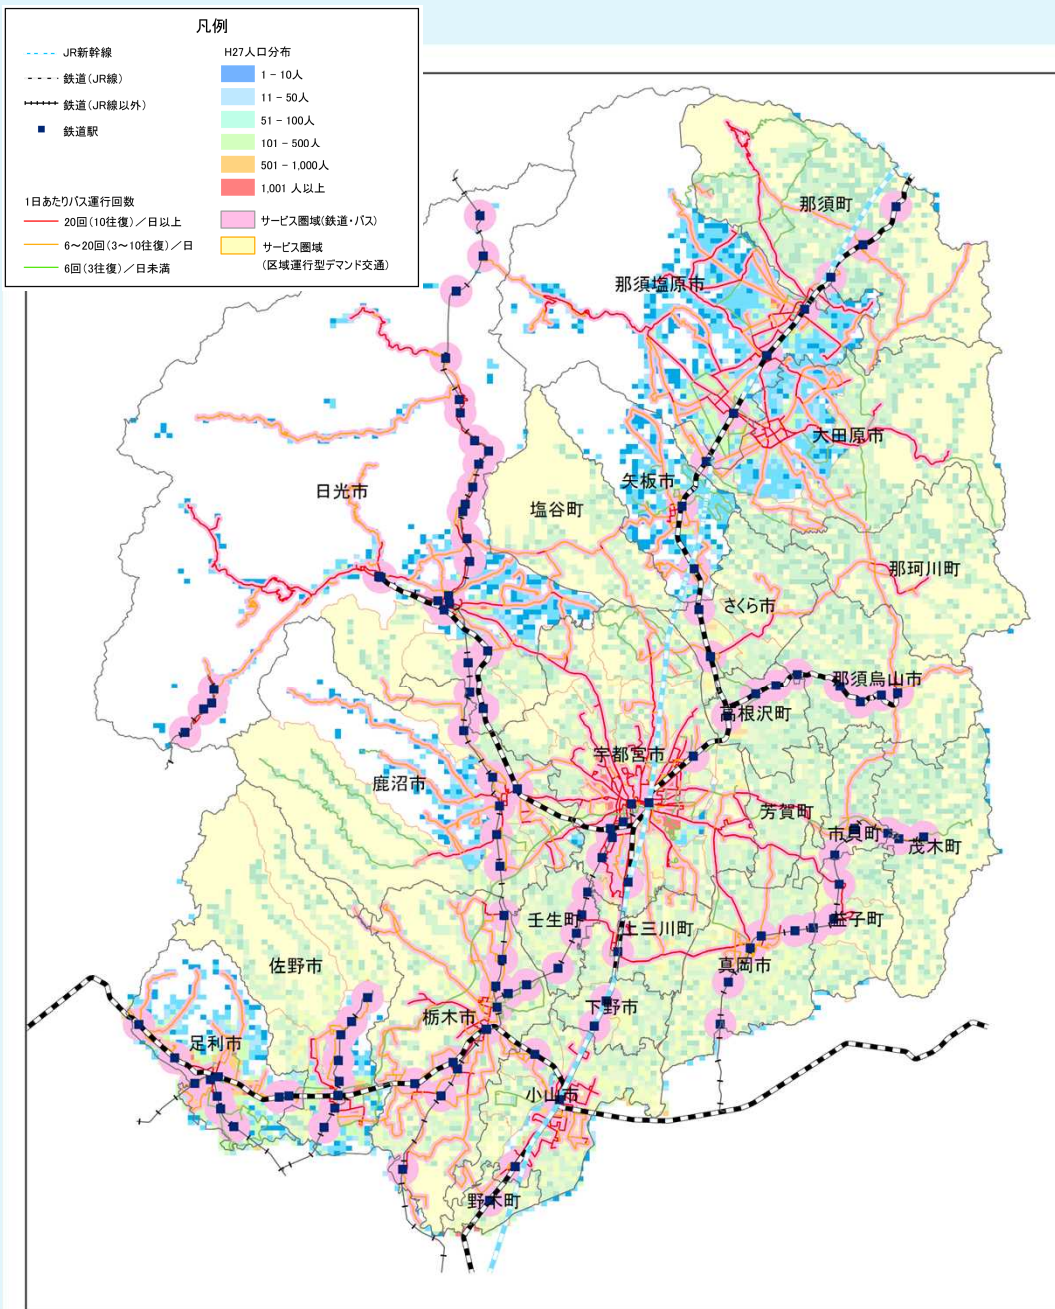 凡例
JR新幹線
鉄道(JR線)
鉄道(JR線以外)
鉄道駅
1日あたりバス運行回数
20回(10往復)/日以上
6～20回(3～10往復)/日
6回(3往復)/日未満
H27人口分布
1 - 10人
11 - 50人
51 - 100人
101 - 500人
501 - 1,000人
1,001 人以上
サービス圏域(鉄道・バス)
サービス圏域
(区域運行型デマンド交通)
那須町
那須塩原市
大田原市
矢板市
日光市
塩谷町
那珂川町
さくら市
那須烏山市
高根沢町
宇都宮市
鹿沼市
芳賀町
市貝町
茂木町
壬生町
上三川町
益子町
真岡市
佐野市
下野市
栃木市
足利市
小山市
野木町